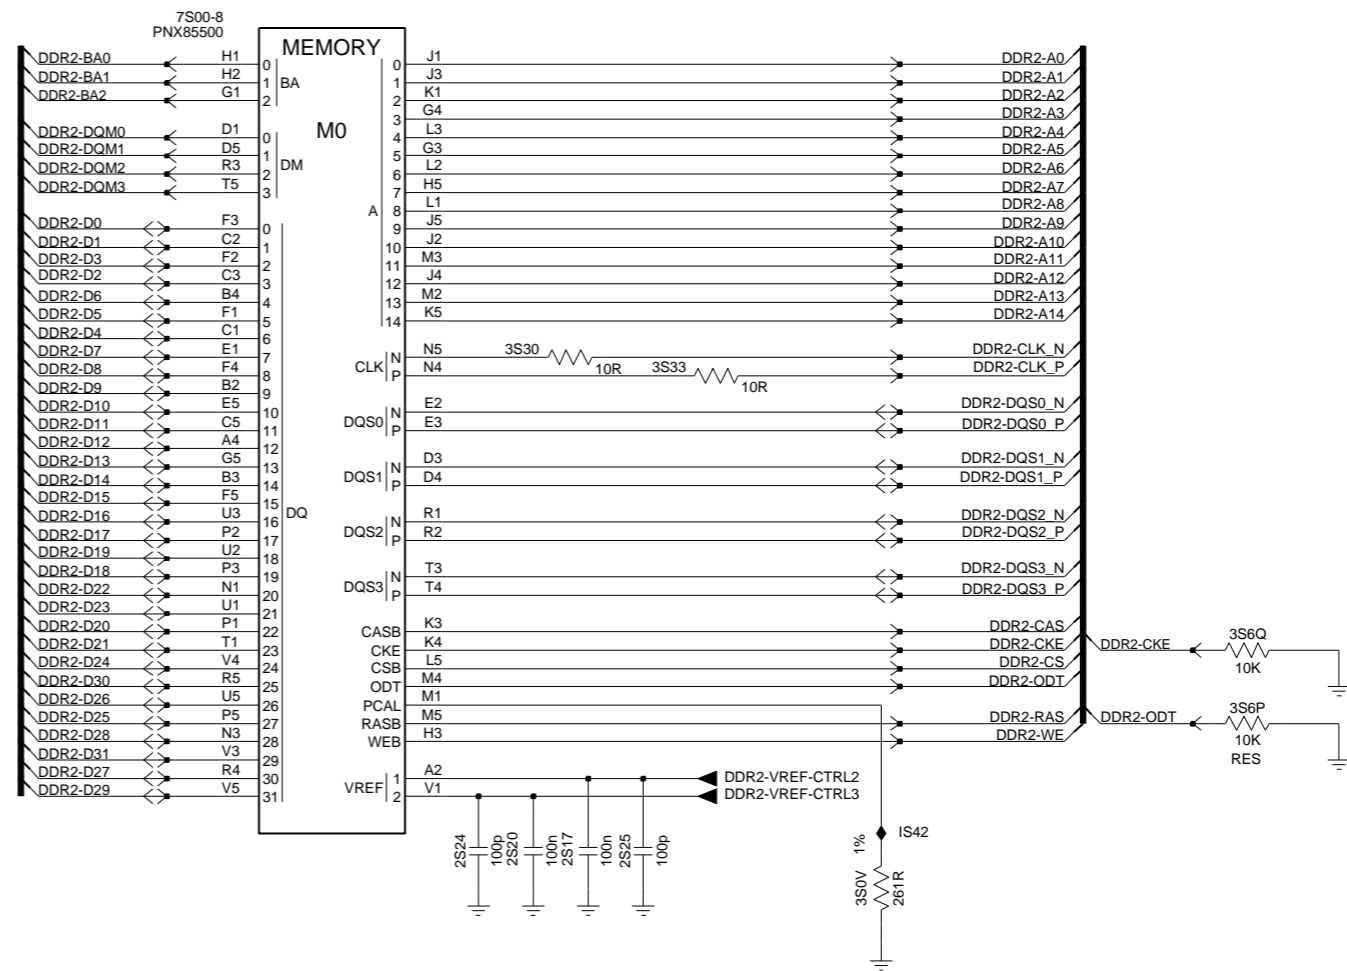 7S00-8
PNX85500
MEMORY
M0
DDR2-BA0 H1 0
DDR2-BA1 H2 1 BA
DDR2-BA2 G1 2
DDR2-DQM0 D1 0
DDR2-DQM1 D5 1
DM
DDR2-DQM2 R3 2
DDR2-DQM3 T5 3
DDR2-D0 F3 0
DDR2-D1 C2 1
DDR2-D3 F2 2
DDR2-D2 C3 3
DDR2-D6 B4 4
DDR2-D5 F1 5
DDR2-D4 C1 6
DDR2-D7 E1 7
DDR2-D8 F4 8
DDR2-D9 B2 9
DDR2-D10 E5 10
DDR2-D11 C5 11
DDR2-D12 A4 12
DDR2-D13 G5 13
DDR2-D14 B3 14
DDR2-D15 F5 15
DQ
DDR2-D16 U3 16
DDR2-D17 P2 17
DDR2-D19 U2 18
DDR2-D18 P3 19
DDR2-D22 N1 20
DDR2-D23 U1 21
DDR2-D20 P1 22
DDR2-D21 T1 23
DDR2-D24 V4 24
DDR2-D30 R5 25
DDR2-D26 U5 26
DDR2-D25 P5 27
DDR2-D28 N3 28
DDR2-D31 V3 29
DDR2-D27 R4 30
DDR2-D29 V5 31
0 J1 DDR2-A0
1 J3 DDR2-A1
2 K1 DDR2-A2
3 G4 DDR2-A3
4 L3 DDR2-A4
5 G3 DDR2-A5
6 L2 DDR2-A6
7 H5 DDR2-A7
A 8 L1 DDR2-A8
9 J5 DDR2-A9
10 J2 DDR2-A10
11 M3 DDR2-A11
12 J4 DDR2-A12
13 M2 DDR2-A13
14 K5 DDR2-A14
CLK N N5 3S30 10R DDR2-CLK_N
P N4 3S33 10R DDR2-CLK_P
DQS0 N E2 DDR2-DQS0_N
P E3 DDR2-DQS0_P
DQS1 N D3 DDR2-DQS1_N
P D4 DDR2-DQS1_P
DQS2 N R1 DDR2-DQS2_N
P R2 DDR2-DQS2_P
DQS3 N T3 DDR2-DQS3_N
P T4 DDR2-DQS3_P
CASB K3 DDR2-CAS
CKE K4 DDR2-CKE
CSB L5 DDR2-CS
ODT M4 DDR2-ODT
PCAL M1
RASB M5 DDR2-RAS
WEB H3 DDR2-WE
VREF 1 A2 DDR2-VREF-CTRL2
2 V1 DDR2-VREF-CTRL3
DDR2-CKE 3S6Q
10K
DDR2-ODT 3S6P
10K
RES
2S24 100p
2S20 100n
2S17 100n
2S25 100p
IS42
3S0V 1%
261R